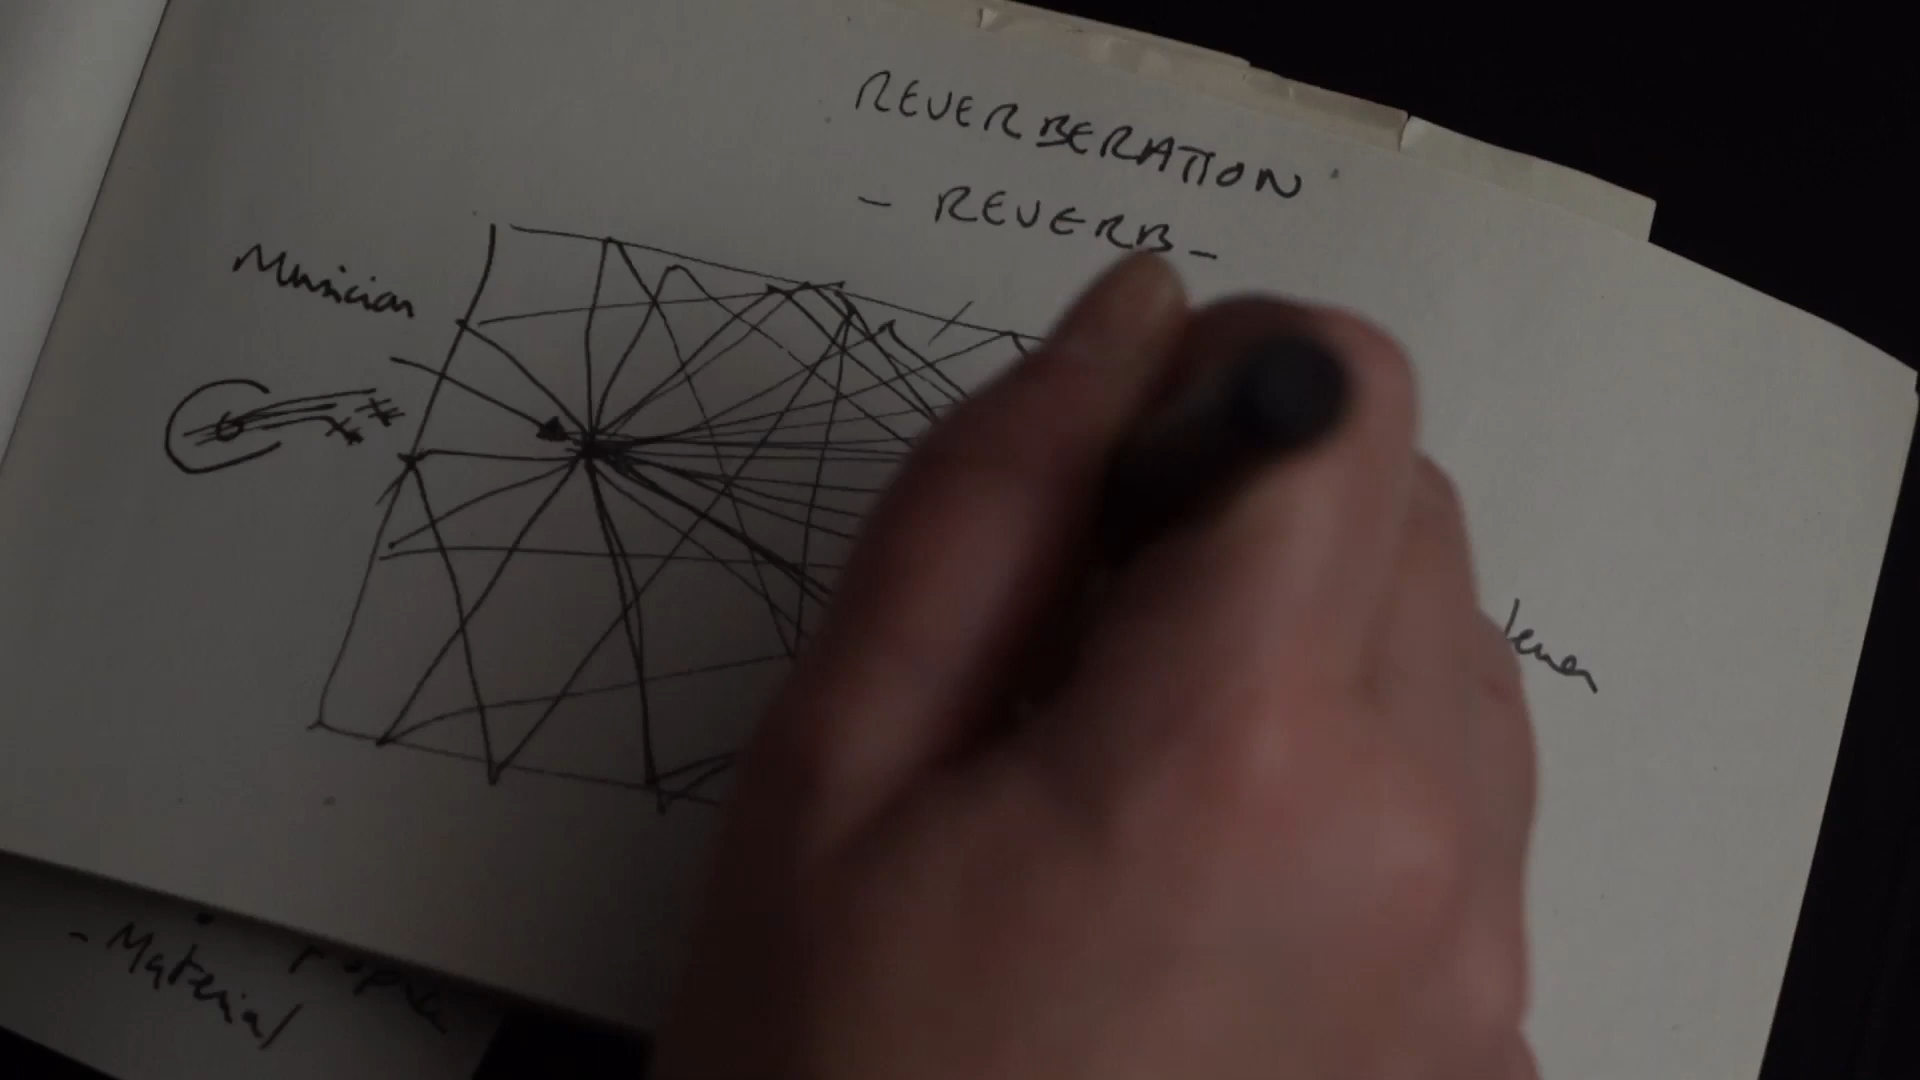 REVERBERATION
- REVERB -
Musician
- Material